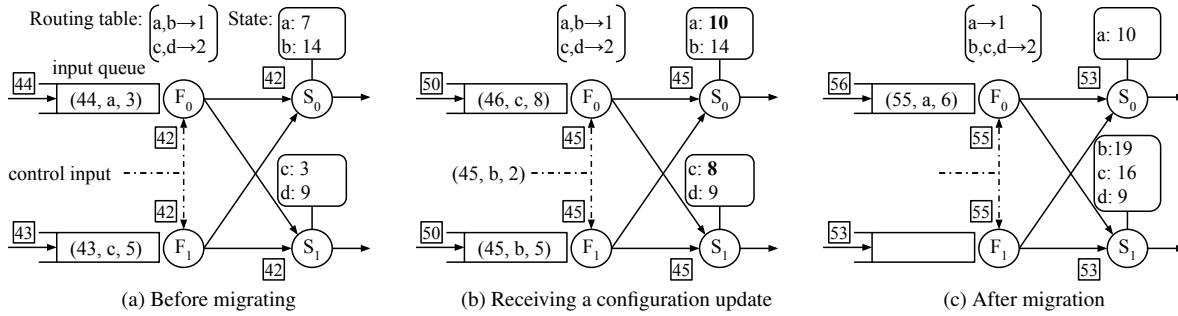 Routing table:
a,b→1
c,d→2
State:
a: 7
b: 14
44
input queue
(44, a, 3)
F0
42
S0
42
control input
42
c: 3
d: 9
43
(43, c, 5)
F1
42
S1
(a) Before migrating
a,b→1
c,d→2
a: 10
b: 14
50
(46, c, 8)
F0
45
S0
45
(45, b, 2)
45
c: 8
d: 9
50
(45, b, 5)
F1
45
S1
(b) Receiving a configuration update
a→1
b,c,d→2
a: 10
56
(55, a, 6)
F0
53
S0
55
55
b:19
c: 16
d: 9
53
F1
53
S1
(c) After migration